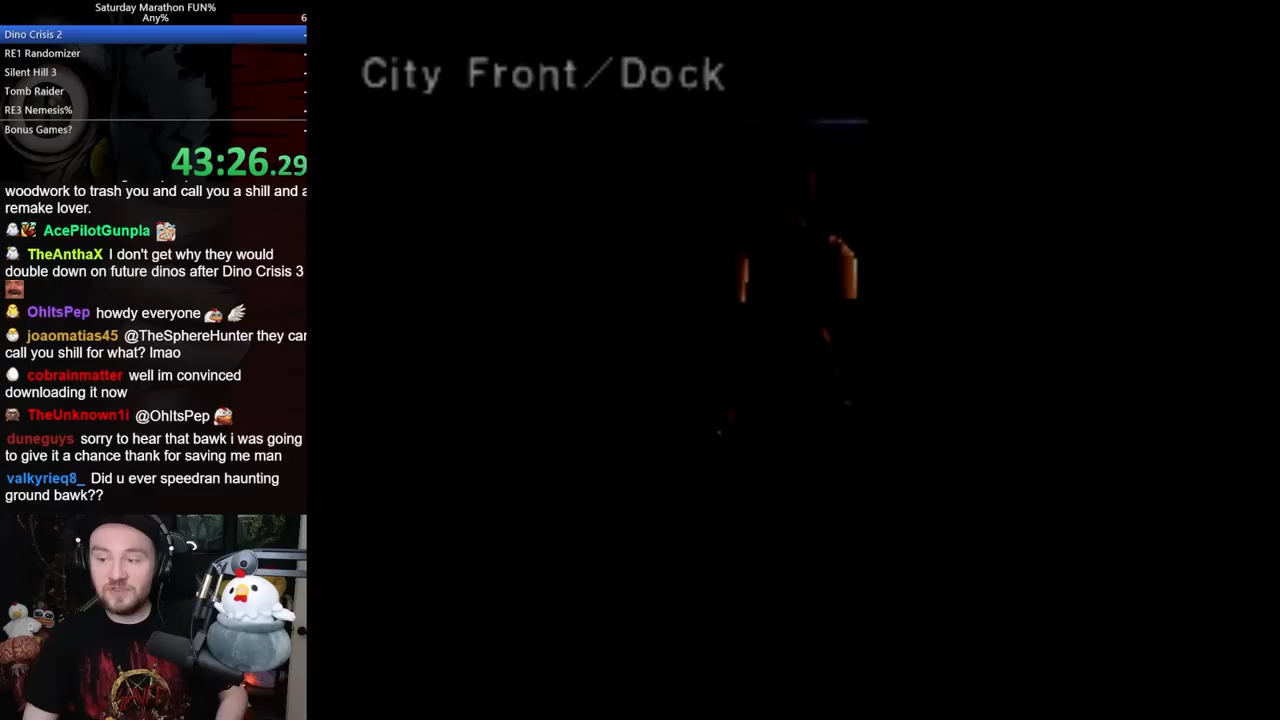 Saturday Marathon FUN%
Any%
6
Dino Crisis 2
-
RE1 Randomizer
-
Silent Hill 3
-
Tomb Raider
-
RE3 Nemesis%
-
Bonus Games?
-
43:26.29
City Front/Dock
woodwork to trash you and call you a shill and a
remake lover.
AcePilotGunpla
TheAnthaX I don't get why they would
double down on future dinos after Dino Crisis 3
OhItsPep howdy everyone
joaomatias45 @TheSphereHunter they can
call you shill for what? lmao
cobrainmatter well im convinced
downloading it now
TheUnknown1i @OhItsPep
duneguys sorry to hear that bawk i was going
to give it a chance thank for saving me man
valkyrieq8_ Did u ever speedran haunting
ground bawk??